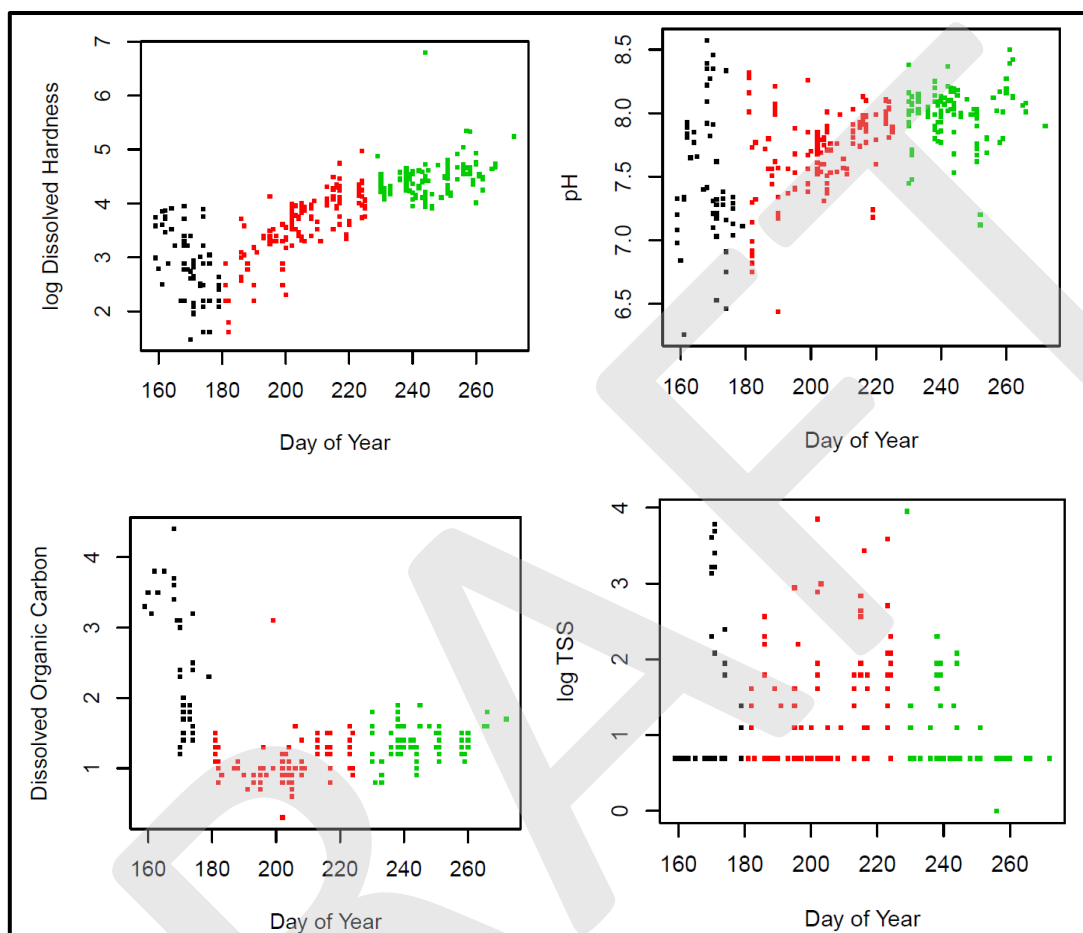 log Dissolved Hardness
7
6
5
4
3
2
160 180 200 220 240 260
Day of Year
pH
8.5
8.0
7.5
7.0
6.5
160 180 200 220 240 260
Day of Year
Dissolved Organic Carbon
4
3
2
1
160 180 200 220 240 260
Day of Year
log TSS
4
3
2
1
0
160 180 200 220 240 260
Day of Year
DRAFT